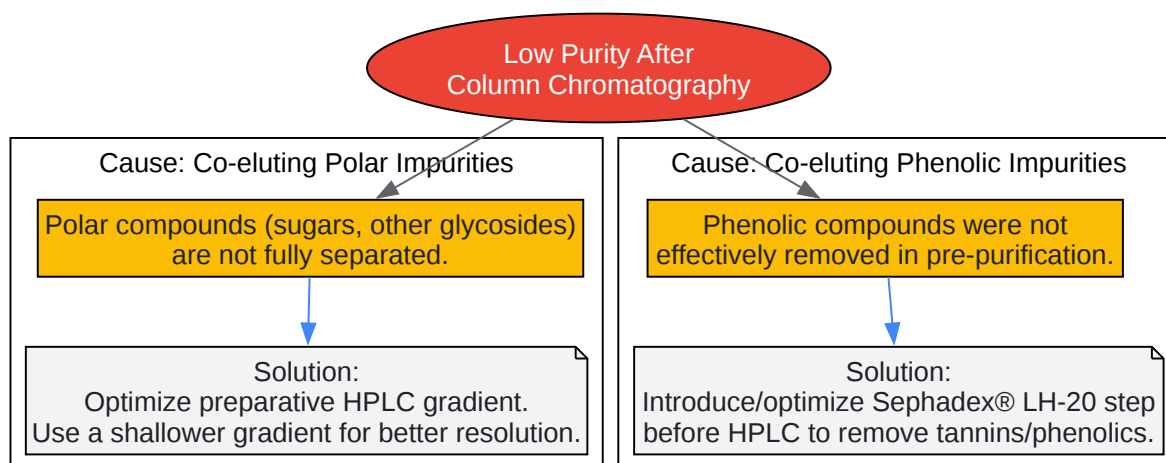 Low Purity After
Column Chromatography
Cause: Co-eluting Polar Impurities
Polar compounds (sugars, other glycosides)
are not fully separated.
Solution:
Optimize preparative HPLC gradient.
Use a shallower gradient for better resolution.
Cause: Co-eluting Phenolic Impurities
Phenolic compounds were not
effectively removed in pre-purification.
Solution:
Introduce/optimize Sephadex® LH-20 step
before HPLC to remove tannins/phenolics.